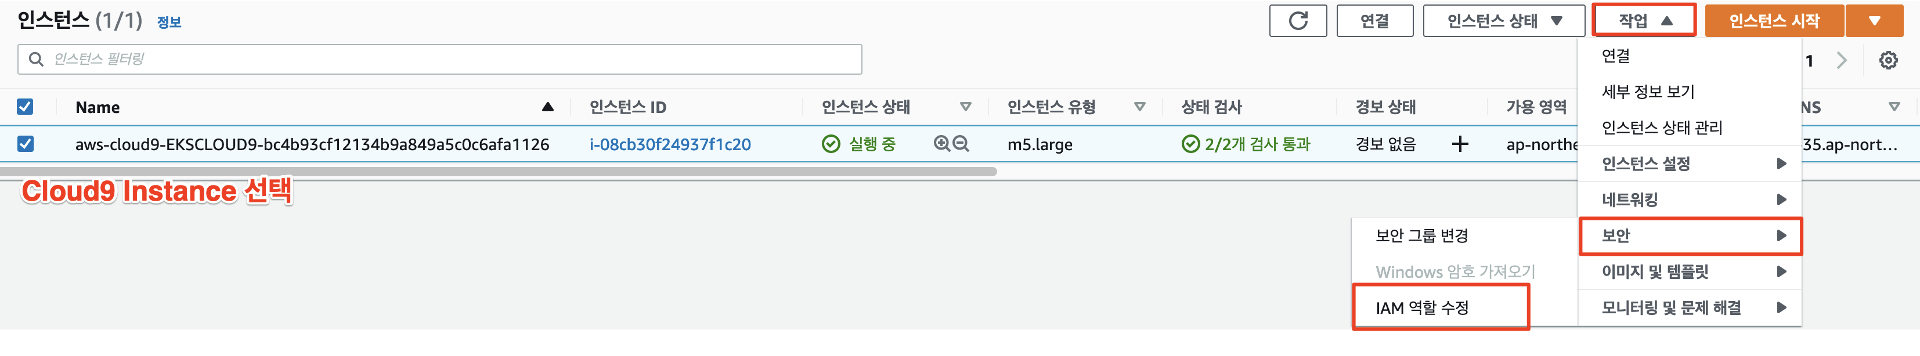 인스턴스 (1/1) 정보 연결 인스턴스 상태 작업 인스턴스 시작
인스턴스 필터링 1
Name 인스턴스 ID 인스턴스 상태 인스턴스 유형 상태 검사 경보 상태 가용 영역 NS
aws-cloud9-EKSCLOUD9-bc4b93cf12134b9a849a5c0c6afa1126 i-08cb30f24937f1c20 실행 중 m5.large 2/2개 검사 통과 경보 없음 + ap-northe 35.ap-nort...
Cloud9 Instance 선택
연결
세부 정보 보기
인스턴스 상태 관리
인스턴스 설정
네트워킹
보안
이미지 및 템플릿
모니터링 및 문제 해결
보안 그룹 변경
Windows 암호 가져오기
IAM 역할 수정